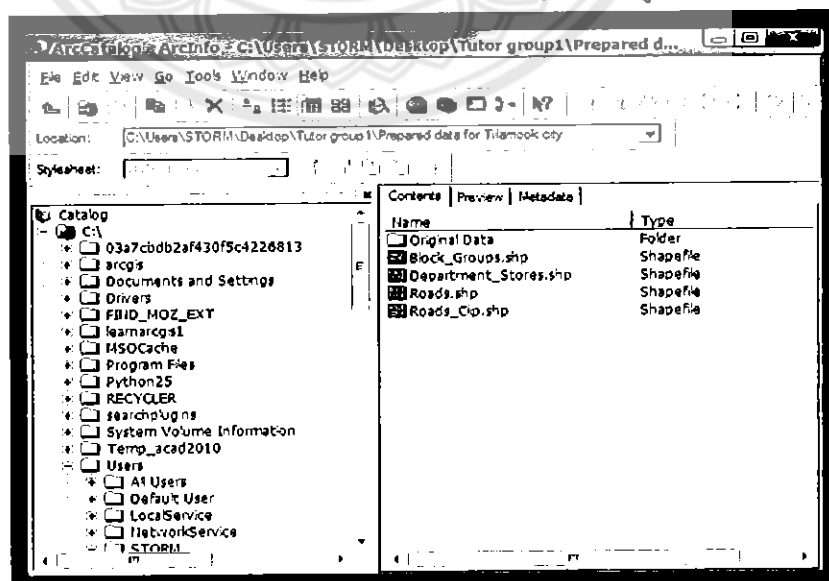 ArcCatalog - ArcInfo - C:\Users\STORM\Desktop\Tutor group1\Prepared d...
File Edit View Go Tools Window Help
Location: C:\Users\STORM\Desktop\Tutor group1\Prepared data for Tillamook city
Stylesheet:
Contents Preview Metadata
Catalog
C:\
03a7cbdb2af430f5c4226813
arcgis
Documents and Settings
Drivers
FIND_MOZ_EXT
learnarcgis1
MSOCache
Program Files
Python25
RECYCLER
searchplugins
System Volume Information
Temp_acad2010
Users
All Users
Default User
LocalService
NetworkService
STORM
Name Type
Original Data Folder
Block_Groups.shp Shapefile
Department_Stores.shp Shapefile
Roads.shp Shapefile
Roads_Clip.shp Shapefile